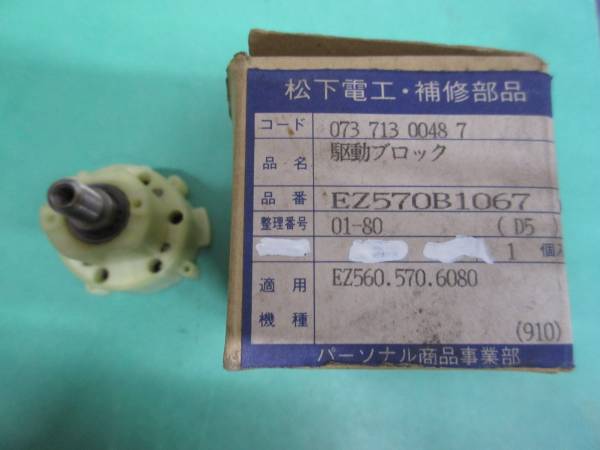 松下電工・補修部品
コード 073 713 0048 7
品名 駆動ブロック
品番 EZ570B1067
整理番号 01-80 (D5)
1 個入
適用機種 EZ560.570.6080
(910)
パーソナル商品事業部